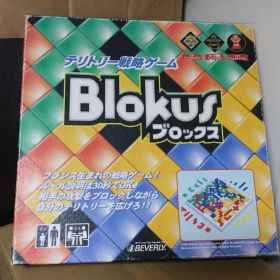 テリトリー戦略ゲーム
Blokus
ブロックス
フランス生まれの戦略ゲーム!
ルール説明は30秒でOK!
相手の攻撃をブロックしながら
自分のテリトリーを広げろ!!
BEVERLY